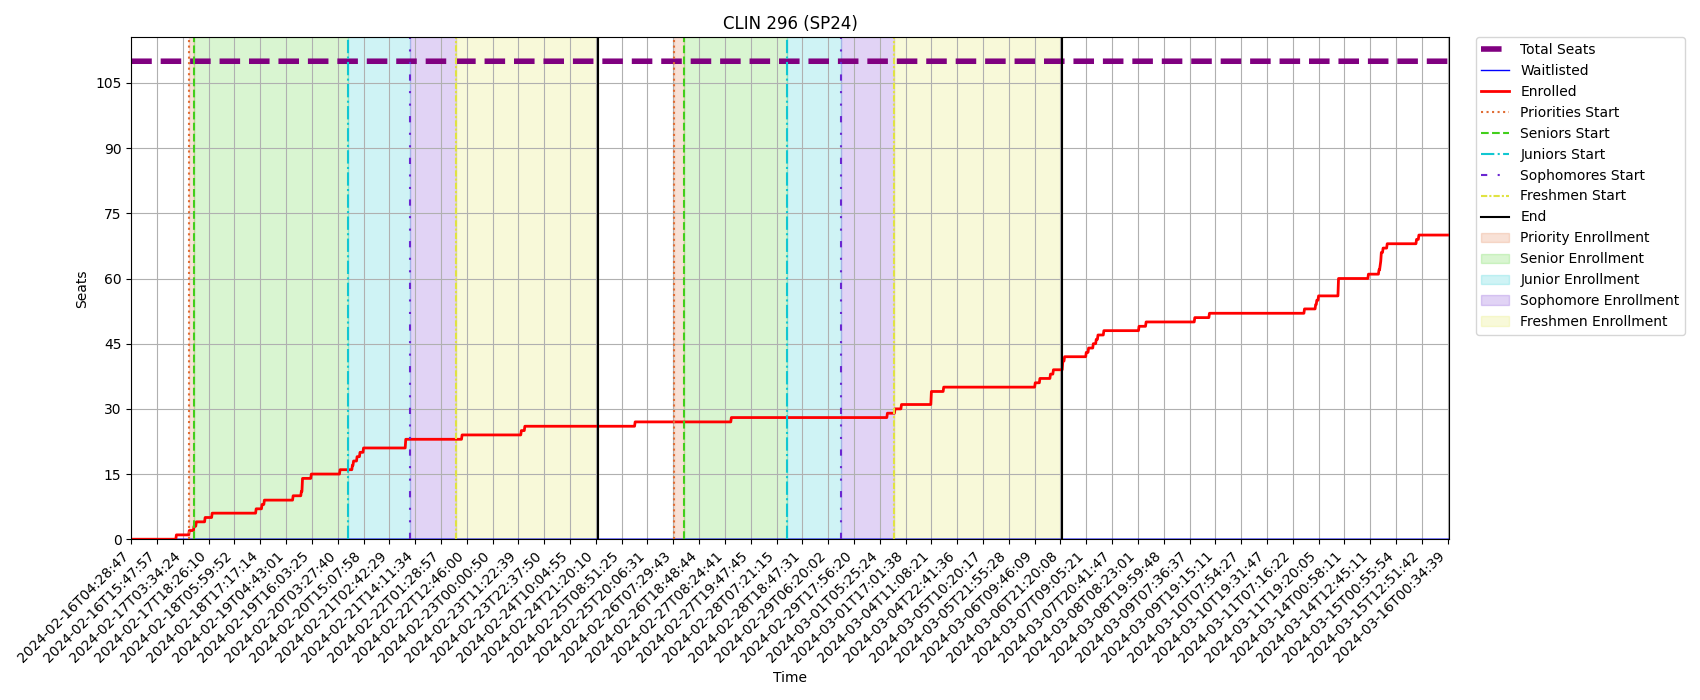 CLIN 296 (SP24)
Total Seats
Waitlisted
Enrolled
Priorities Start
Seniors Start
Juniors Start
Sophomores Start
Freshmen Start
End
Priority Enrollment
Senior Enrollment
Junior Enrollment
Sophomore Enrollment
Freshmen Enrollment
Seats
105
90
75
60
45
30
15
0
2024-02-16T04:28:47
2024-02-16T15:47:57
2024-02-17T03:34:24
2024-02-17T18:26:10
2024-02-18T05:59:52
2024-02-18T17:17:14
2024-02-19T04:43:01
2024-02-19T16:03:25
2024-02-20T03:27:40
2024-02-20T15:07:58
2024-02-21T02:42:29
2024-02-21T14:11:34
2024-02-22T01:28:57
2024-02-22T12:46:00
2024-02-23T00:00:50
2024-02-23T11:22:39
2024-02-23T22:37:50
2024-02-24T10:04:55
2024-02-24T21:20:10
2024-02-25T08:51:25
2024-02-25T20:06:31
2024-02-26T07:29:43
2024-02-26T18:48:44
2024-02-27T08:24:41
2024-02-27T19:47:45
2024-02-28T07:21:15
2024-02-28T18:47:31
2024-02-29T06:20:02
2024-02-29T17:56:20
2024-03-01T05:25:24
2024-03-01T17:01:38
2024-03-04T11:08:21
2024-03-04T22:41:36
2024-03-05T10:20:17
2024-03-05T21:55:28
2024-03-06T09:46:09
2024-03-06T21:20:08
2024-03-07T09:05:21
2024-03-07T20:41:47
2024-03-08T08:23:01
2024-03-08T19:59:48
2024-03-09T07:36:37
2024-03-09T19:15:11
2024-03-10T07:54:27
2024-03-10T19:31:47
2024-03-11T07:16:22
2024-03-11T19:20:05
2024-03-14T00:58:11
2024-03-14T12:45:11
2024-03-15T00:55:54
2024-03-15T12:51:42
2024-03-16T00:34:39
Time